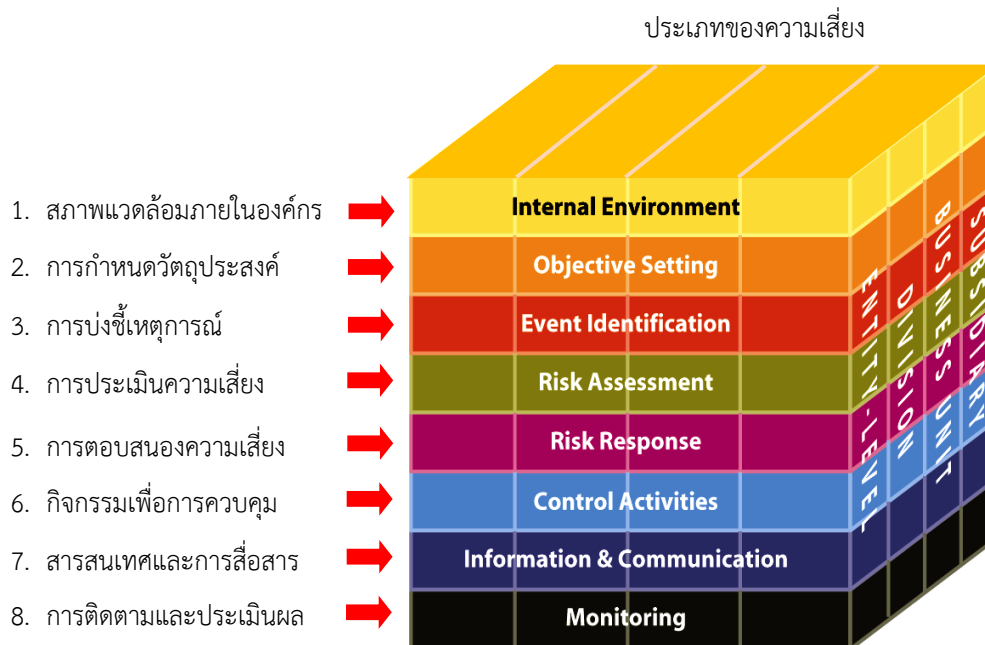 ประเภทของความเสี่ยง
1. สภาพแวดล้อมภายในองค์กร
Internal Environment
2. การกำหนดวัตถุประสงค์
Objective Setting
3. การบ่งชี้เหตุการณ์
Event Identification
4. การประเมินความเสี่ยง
Risk Assessment
5. การตอบสนองความเสี่ยง
Risk Response
6. กิจกรรมเพื่อการควบคุม
Control Activities
7. สารสนเทศและการสื่อสาร
Information & Communication
8. การติดตามและประเมินผล
Monitoring
ENTITY-LEVEL
DIVISION
BUSINESS UNIT
SUBSIDIARY